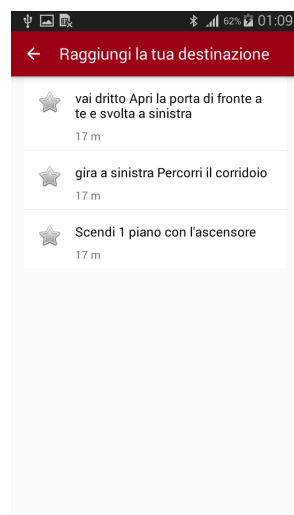 62% 01:09
Raggiungi la tua destinazione
vai dritto Apri la porta di fronte a
te e svolta a sinistra
17 m
gira a sinistra Percorri il corridoio
17 m
Scendi 1 piano con l'ascensore
17 m